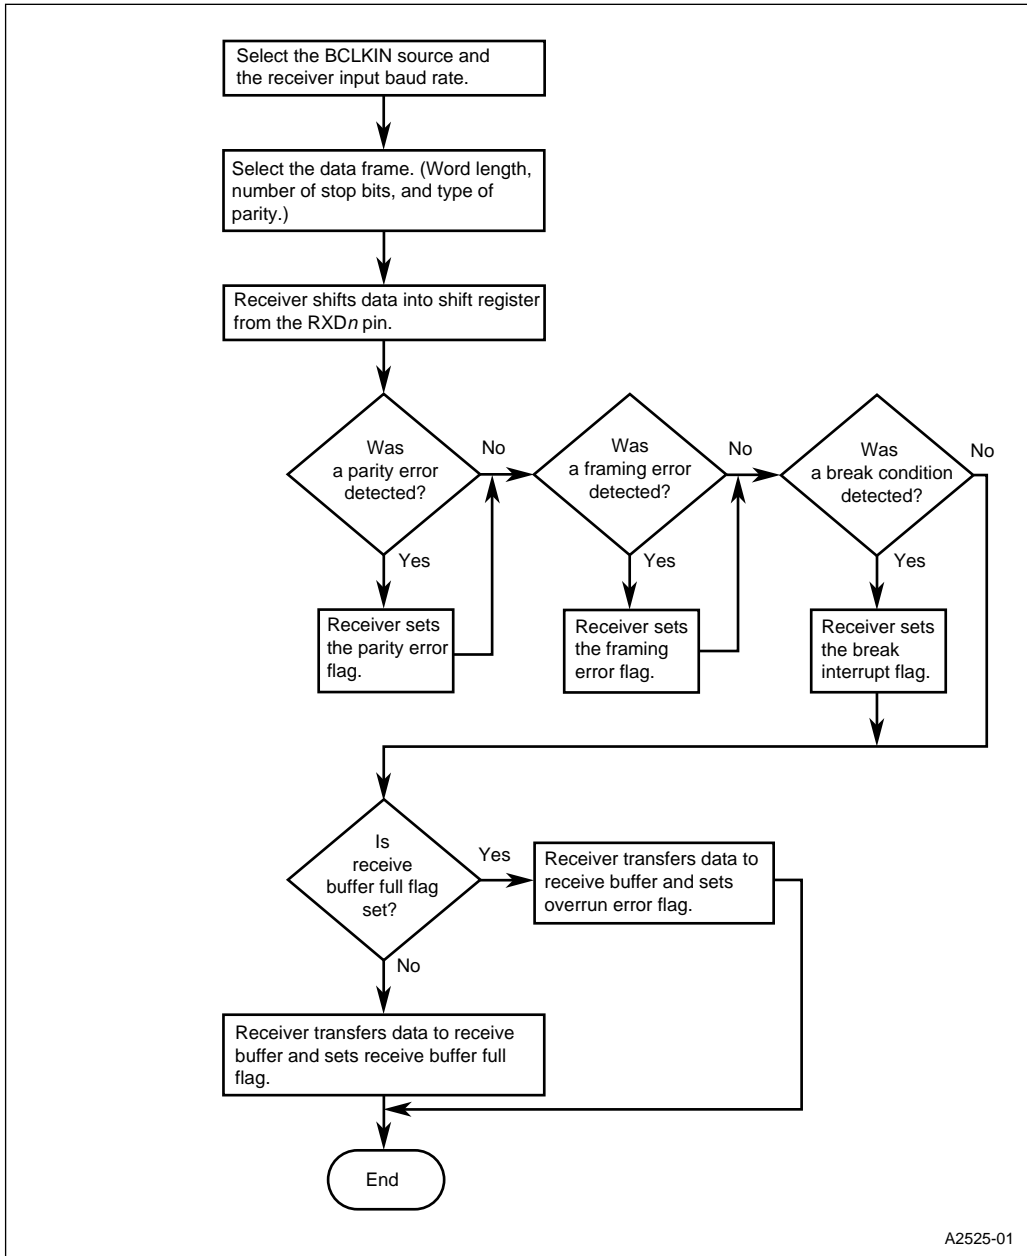 Select the BCLKIN source and
the receiver input baud rate.
Select the data frame. (Word length,
number of stop bits, and type of
parity.)
Receiver shifts data into shift register
from the RXDn pin.
Was
a parity error
detected?
No
Yes
Receiver sets
the parity error
flag.
Was
a framing error
detected?
No
Yes
Receiver sets
the framing
error flag.
Was
a break condition
detected?
No
Yes
Receiver sets
the break
interrupt flag.
Is
receive
buffer full flag
set?
Yes
Receiver transfers data to
receive buffer and sets
overrun error flag.
No
Receiver transfers data to receive
buffer and sets receive buffer full
flag.
End
A2525-01